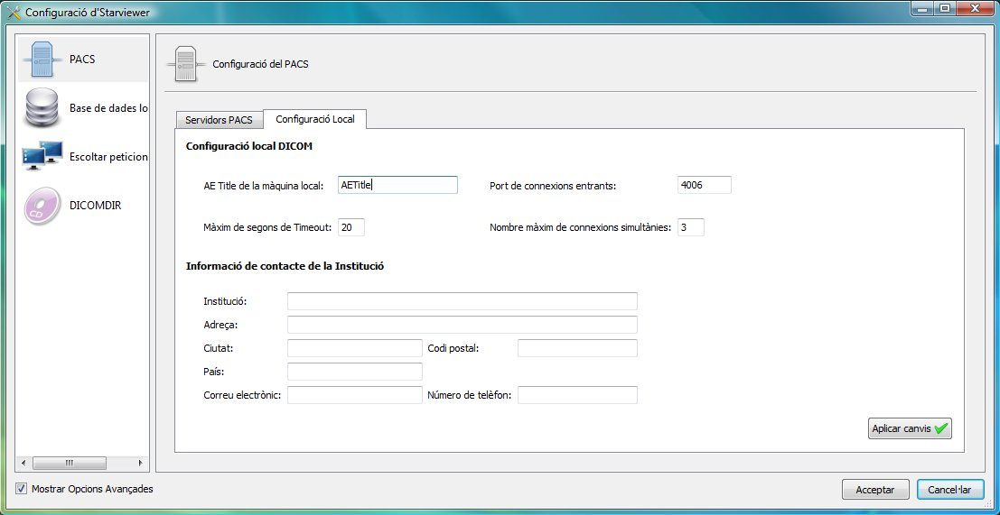 Configuració d'Starviewer
PACS
Base de dades lo
Escoltar peticion
DICOMDIR
Configuració del PACS
Servidors PACS
Configuració Local
Configuració local DICOM
AE Title de la màquina local: AETitle Port de connexions entrants: 4006
Màxim de segons de Timeout: 20 Nombre màxim de connexions simultànies: 3
Informació de contacte de la Institució
Institució:
Adreça:
Ciutat: Codi postal:
País:
Correu electrònic: Número de telèfon:
Aplicar canvis
Mostrar Opcions Avançades
Acceptar
Cancel·lar
CD